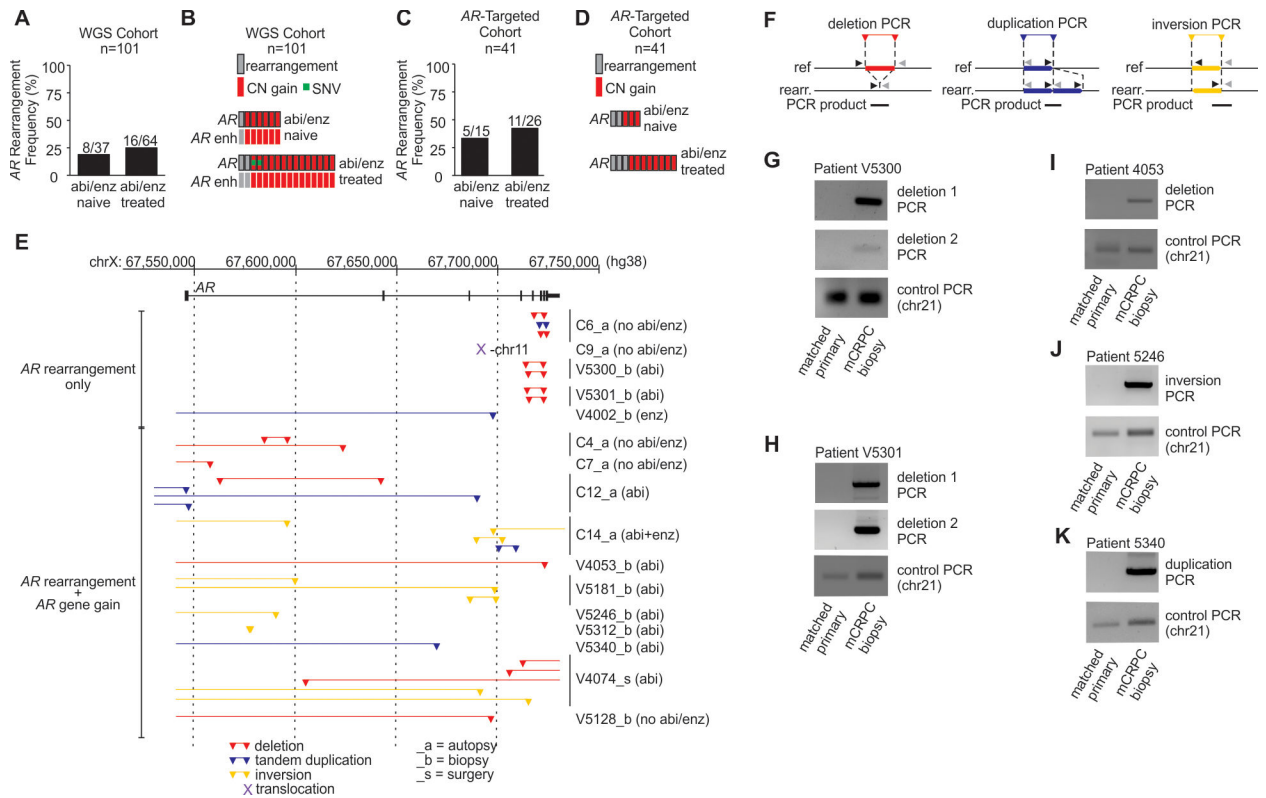 A
WGS Cohort
n=101
AR Rearrangement
Frequency (%)
100
75
50
25
0
8/37
16/64
abi/enz
naive
abi/enz
treated
B
WGS Cohort
n=101
rearrangement
CN gain
SNV
AR
AR enh
abi/enz
naive
AR
AR enh
abi/enz
treated
C
AR-Targeted
Cohort
n=41
AR Rearrangement
Frequency (%)
100
75
50
25
0
5/15
11/26
abi/enz
naive
abi/enz
treated
D
AR-Targeted
Cohort
n=41
rearrangement
CN gain
AR
abi/enz
naive
AR
abi/enz
treated
E
chrX: 67,550,000 67,600,000 67,650,000 67,700,000 67,750,000 (hg38)
AR
AR rearrangement
only
C6_a (no abi/enz)
X -chr11
C9_a (no abi/enz)
V5300_b (abi)
V5301_b (abi)
V4002_b (enz)
AR rearrangement
+
AR gene gain
C4_a (no abi/enz)
C7_a (no abi/enz)
C12_a (abi)
C14_a (abi+enz)
V4053_b (abi)
V5181_b (abi)
V5246_b (abi)
V5312_b (abi)
V5340_b (abi)
V4074_s (abi)
V5128_b (no abi/enz)
deletion
tandem duplication
inversion
X translocation
_a = autopsy
_b = biopsy
_s = surgery
F
deletion PCR
ref
rearr.
PCR product
duplication PCR
ref
rearr.
PCR product
inversion PCR
ref
rearr.
PCR product
G
Patient V5300
deletion 1
PCR
deletion 2
PCR
control PCR
(chr21)
matched
primary
mCRPC
biopsy
H
Patient V5301
deletion 1
PCR
deletion 2
PCR
control PCR
(chr21)
matched
primary
mCRPC
biopsy
I
Patient 4053
deletion
PCR
control PCR
(chr21)
matched
primary
mCRPC
biopsy
J
Patient 5246
inversion
PCR
control PCR
(chr21)
matched
primary
mCRPC
biopsy
K
Patient 5340
duplication
PCR
control PCR
(chr21)
matched
primary
mCRPC
biopsy